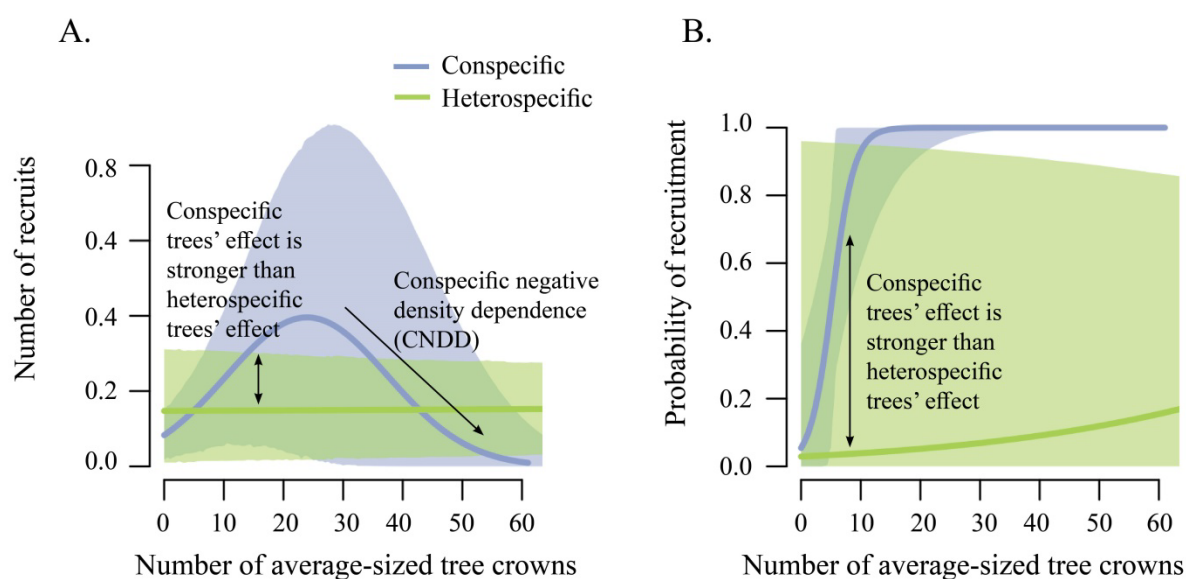 A.
Conspecific
Heterospecific
Number of recruits
0.8
0.4
0.4
0.2
0.0
Conspecific
trees’ effect is
stronger than
heterospecific
trees’ effect
Conspecific negative
density dependence
(CNDD)
0 10 20 30 40 50 60
Number of average-sized tree crowns
B.
Probability of recruitment
1.0
0.8
0.6
0.4
0.2
0.0
Conspecific
trees’ effect is
stronger than
heterospecific
trees’ effect
0 10 20 30 40 50 60
Number of average-sized tree crowns